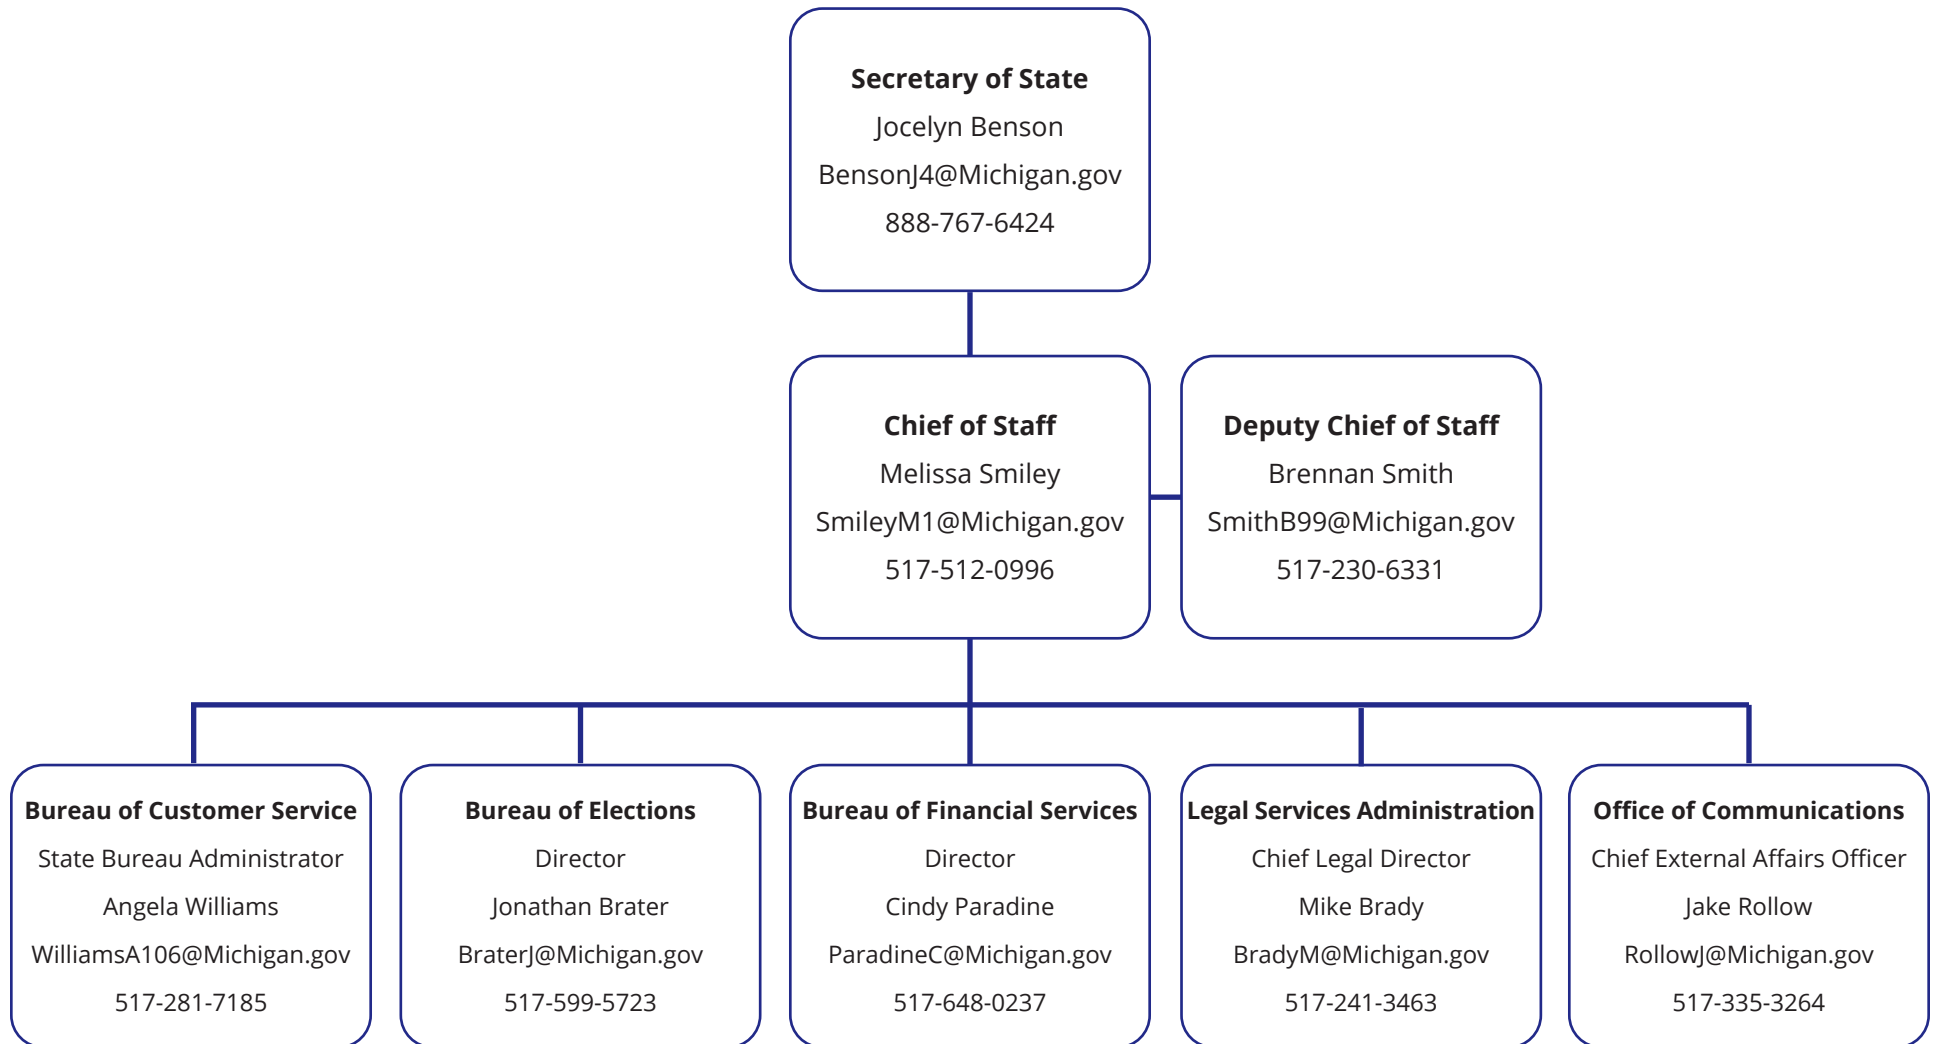 Secretary of State
Jocelyn Benson
BensonJ4@Michigan.gov
888-767-6424
Chief of Staff
Melissa Smiley
SmileyM1@Michigan.gov
517-512-0996
Deputy Chief of Staff
Brennan Smith
SmithB99@Michigan.gov
517-230-6331
Bureau of Customer Service
State Bureau Administrator
Angela Williams
WilliamsA106@Michigan.gov
517-281-7185
Bureau of Elections
Director
Jonathan Brater
BraterJ@Michigan.gov
517-599-5723
Bureau of Financial Services
Director
Cindy Paradine
ParadineC@Michigan.gov
517-648-0237
Legal Services Administration
Chief Legal Director
Mike Brady
BradyM@Michigan.gov
517-241-3463
Office of Communications
Chief External Affairs Officer
Jake Rollow
RollowJ@Michigan.gov
517-335-3264